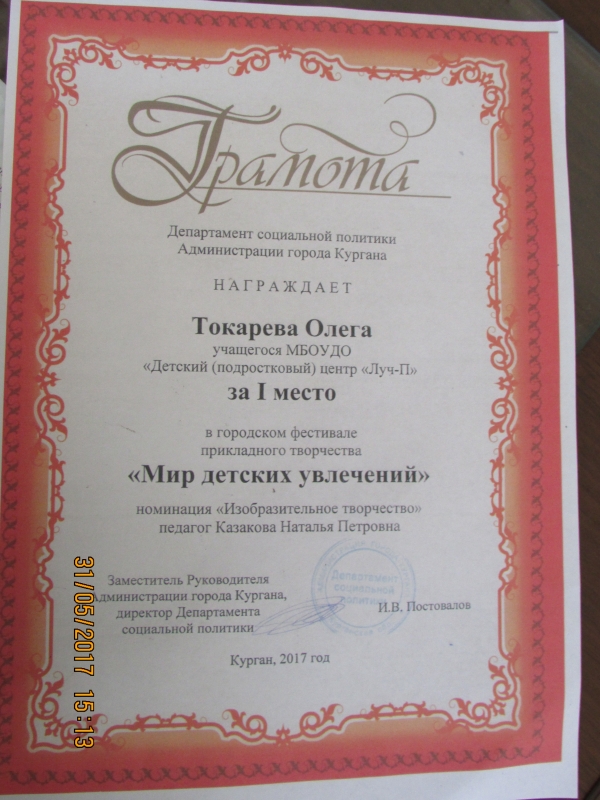 Грамота
Департамент социальной политики
Администрации города Кургана
НАГРАЖДАЕТ
Токарева Олега
учащегося МБОУДО
«Детский (подростковый) центр «Луч-П»
за I место
в городском фестивале
прикладного творчества
«Мир детских увлечений»
номинация «Изобразительное творчество»
педагог Казакова Наталья Петровна
Заместитель Руководителя
Администрации города Кургана,
директор Департамента
социальной политики
Департамент
социальной
политики
И.В. Постовалов
Курган, 2017 год
31/05/2017 15:13